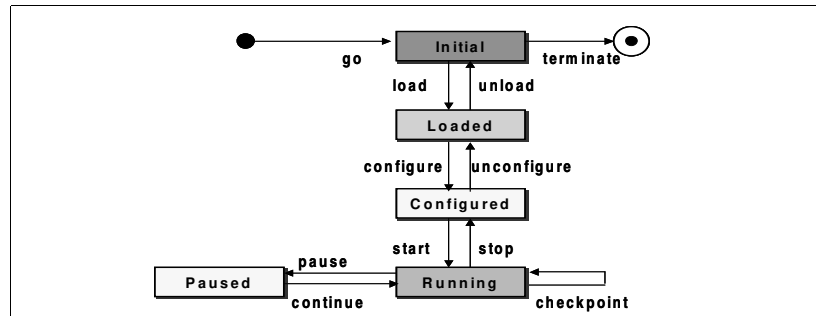 Initial
go
terminate
load
unload
Loaded
configure
unconfigure
Configured
start
stop
pause
Paused
Running
continue
checkpoint